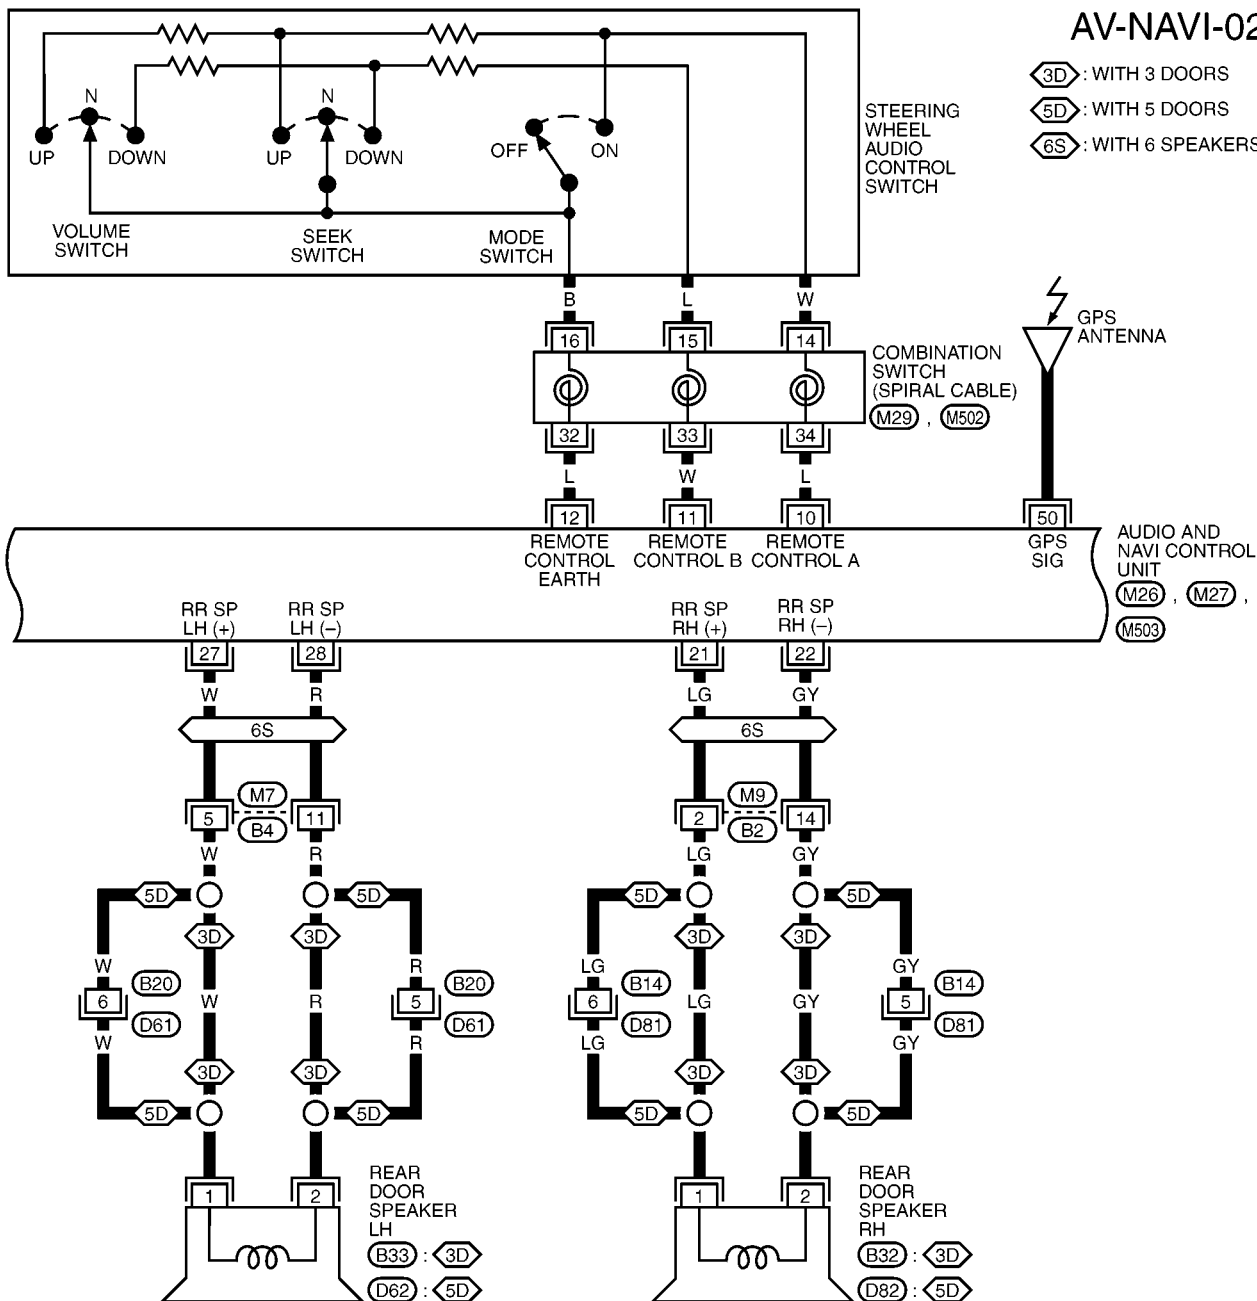 AV-NAVI-02
3D : WITH 3 DOORS
5D : WITH 5 DOORS
6S : WITH 6 SPEAKERS
N
UP
DOWN
VOLUME
SWITCH
N
UP
DOWN
SEEK
SWITCH
OFF
ON
MODE
SWITCH
STEERING
WHEEL
AUDIO
CONTROL
SWITCH
B L W
16 15 14
COMBINATION
SWITCH
(SPIRAL CABLE)
M29 , M502
32 33 34
L W L
12 11 10
GPS
ANTENNA
50
REMOTE
CONTROL
EARTH
REMOTE
CONTROL B
REMOTE
CONTROL A
GPS
SIG
AUDIO AND
NAVI CONTROL
UNIT
M26 , M27 ,
M503
RR SP
LH (+)
RR SP
LH (–)
RR SP
RH (+)
RR SP
RH (–)
27 28 21 22
W R LG GY
6S 6S
M7 M9
5 11 2 14
B4 B2
W R LG GY
5D 5D 5D 5D
3D 3D 3D 3D
W R LG GY
B20 B20 B14 B14
6 W R 5 6 LG GY 5
D61 D61 D81 D81
W R LG GY
3D 3D 3D 3D
5D 5D 5D 5D
1 2 1 2
REAR
DOOR
SPEAKER
LH
B33 : 3D
D62 : 5D
REAR
DOOR
SPEAKER
RH
B32 : 3D
D82 : 5D